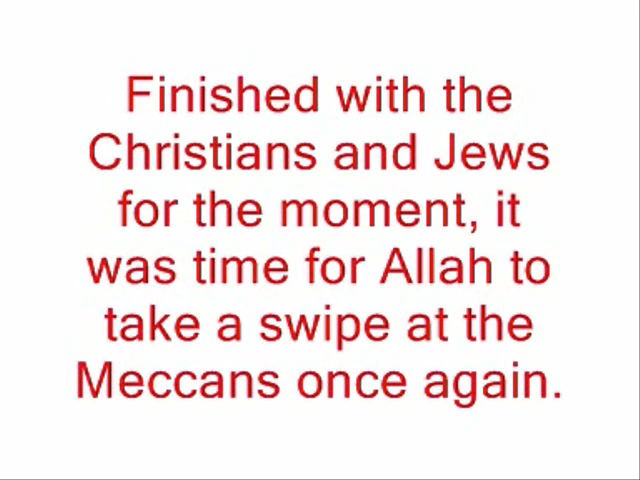 Finished with the
Christians and Jews
for the moment, it
was time for Allah to
take a swipe at the
Meccans once again.